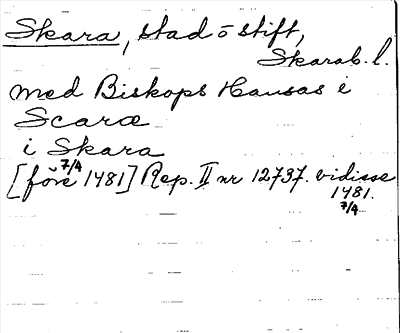 Skara, stad o stift,
Skarab. l.
med Biskops Hansas i
Scaræ
i Skara
[före 7/4 1481] Rep. II nr 12737. vidisse
1481.
7/4